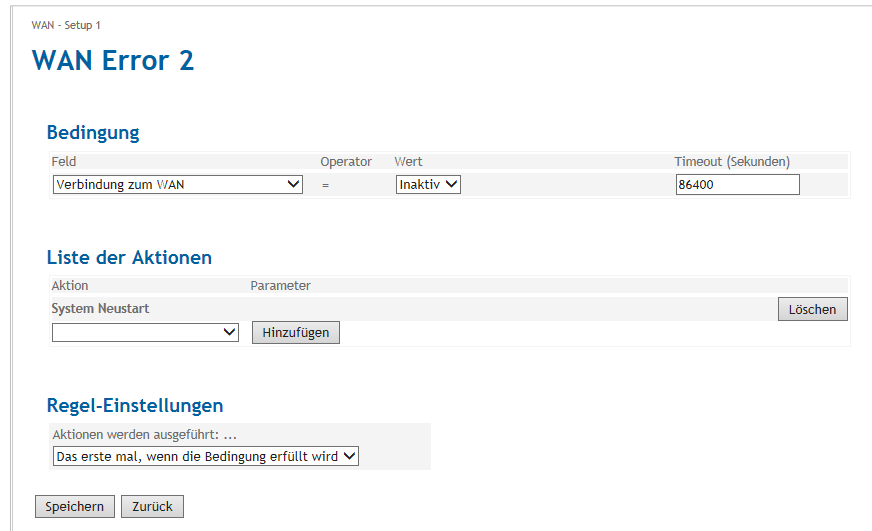 WAN - Setup 1
WAN Error 2
Bedingung
Feld Operator Wert Timeout (Sekunden)
Verbindung zum WAN = Inaktiv 86400
Liste der Aktionen
Aktion Parameter
System Neustart Löschen
Hinzufügen
Regel-Einstellungen
Aktionen werden ausgeführt: ...
Das erste mal, wenn die Bedingung erfüllt wird
Speichern Zurück